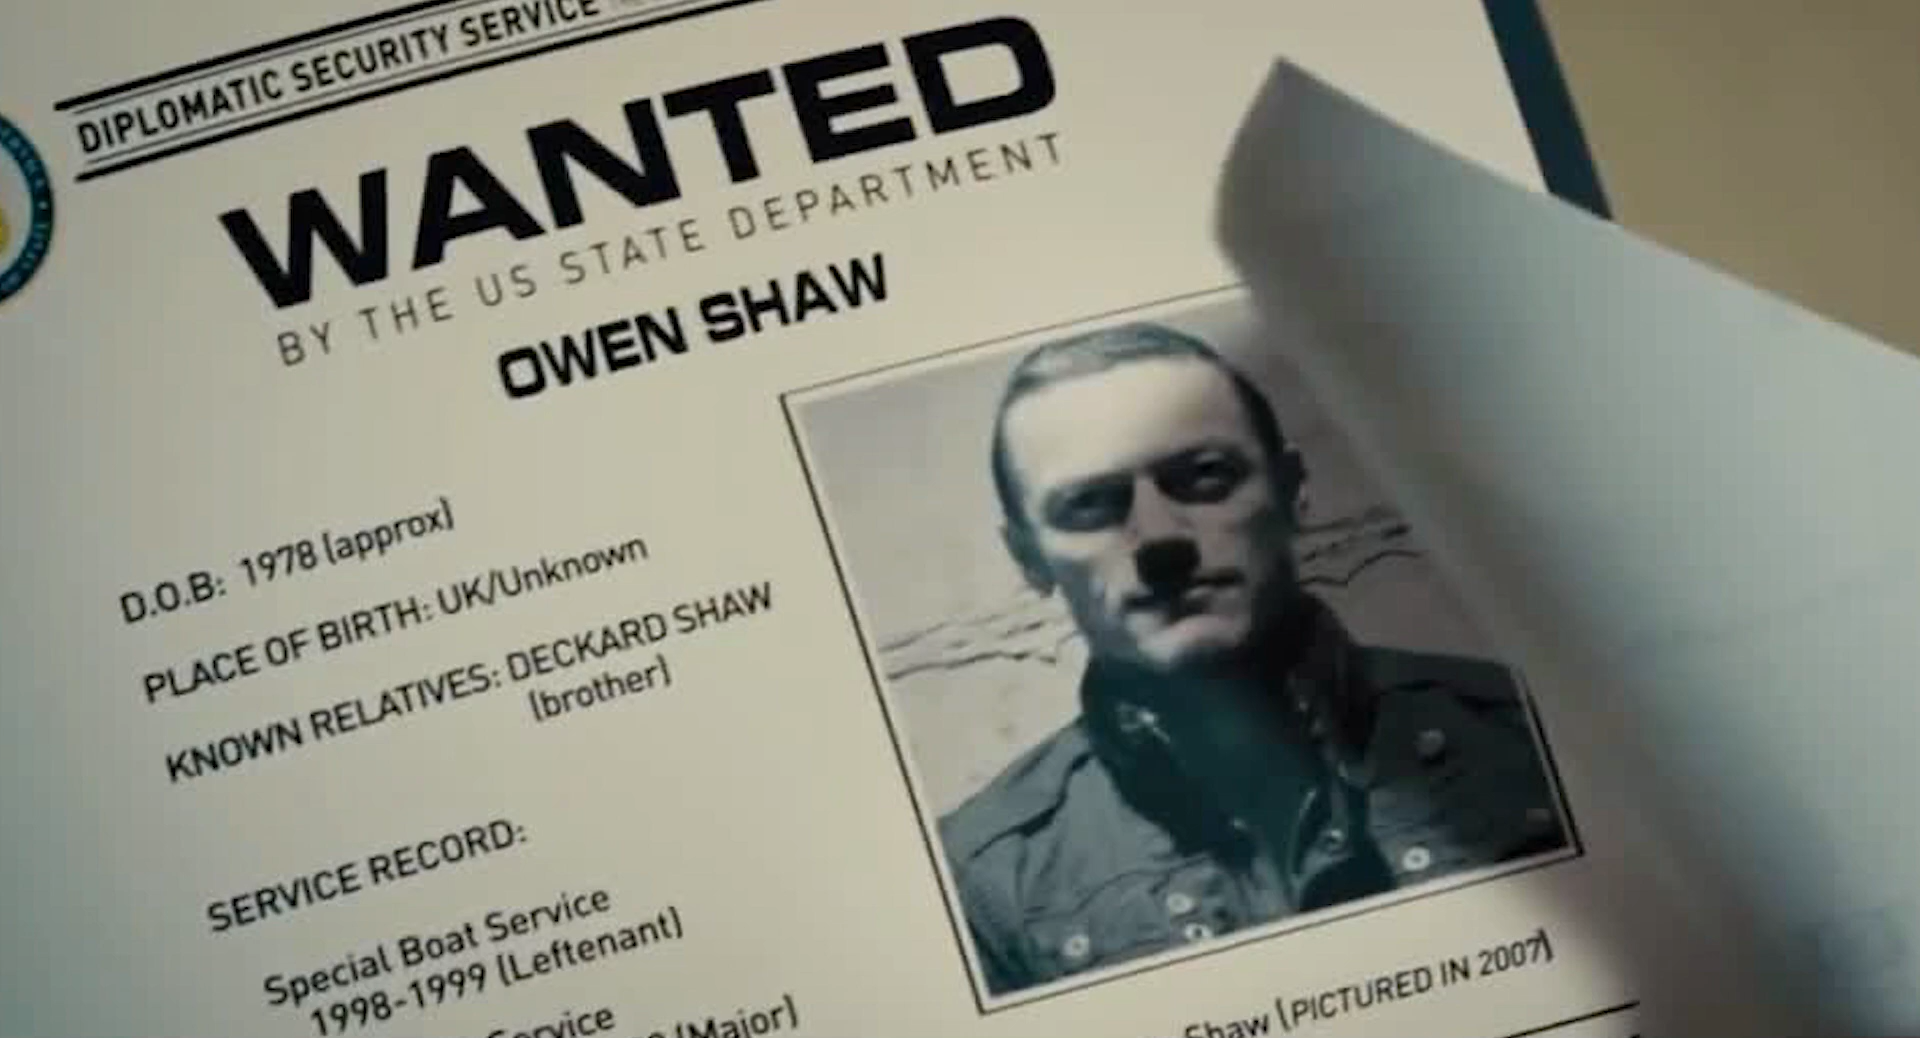 DIPLOMATIC SECURITY SERVICE
WANTED
BY THE US STATE DEPARTMENT
OWEN SHAW
D.O.B: 1978 (approx)
PLACE OF BIRTH: UK/Unknown
KNOWN RELATIVES: DECKARD SHAW
(brother)
SERVICE RECORD:
Special Boat Service
1998-1999 (Leftenant)
Service
(Major)
Shaw (PICTURED IN 2007)